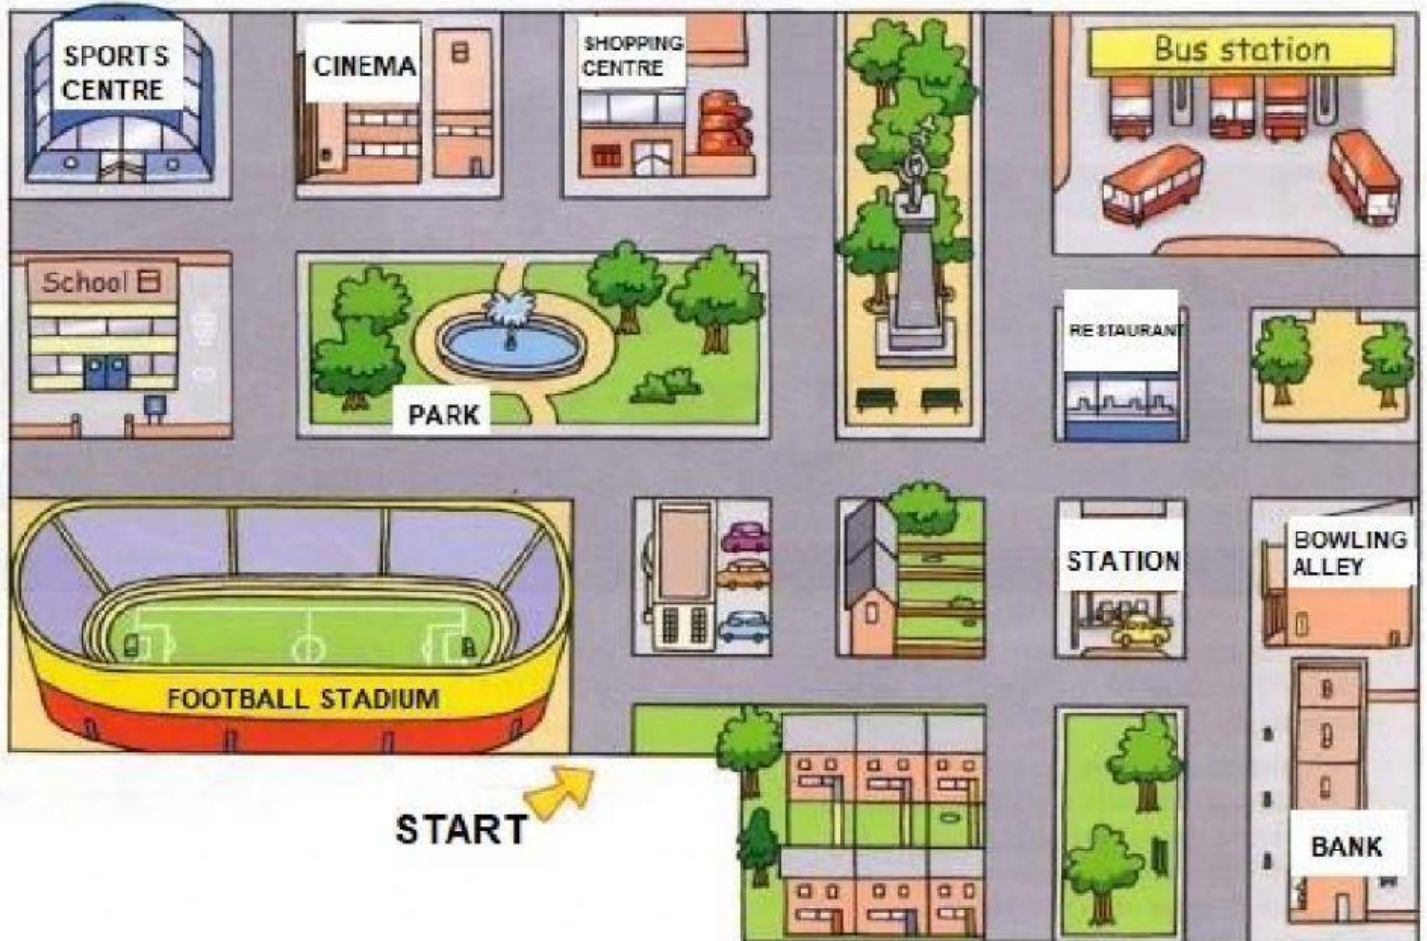 SPORTS
CENTRE
CINEMA
SHOPPING
CENTRE
Bus station
School
RESTAURANT
PARK
STATION
BOWLING
ALLEY
FOOTBALL STADIUM
START
BANK